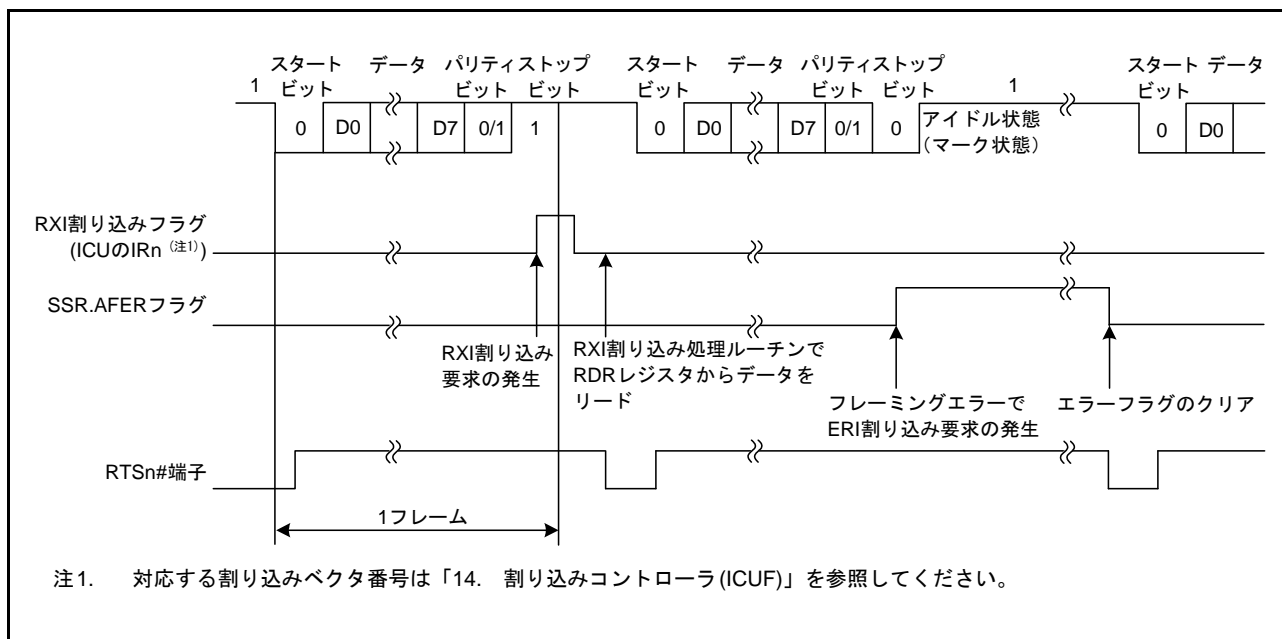 スタート データ パリティ ストップ スタート データ パリティ ストップ スタート データ
1 ビット ビット ビット ビット ビット ビット 1 ビット
0 D0 D7 0/1 1 0 D0 D7 0/1 0 アイドル状態 0 D0
(マーク状態)
RXI割り込みフラグ
(ICUのIRn (注1))
SSR.AFERフラグ
RXI割り込み
要求の発生
RXI割り込み処理ルーチンで
RDRレジスタからデータを
リード
フレーミングエラーで
ERI割り込み要求の発生
エラーフラグのクリア
RTSn#端子
1フレーム
注1. 対応する割り込みベクタ番号は「14. 割り込みコントローラ(ICUF)」を参照してください。